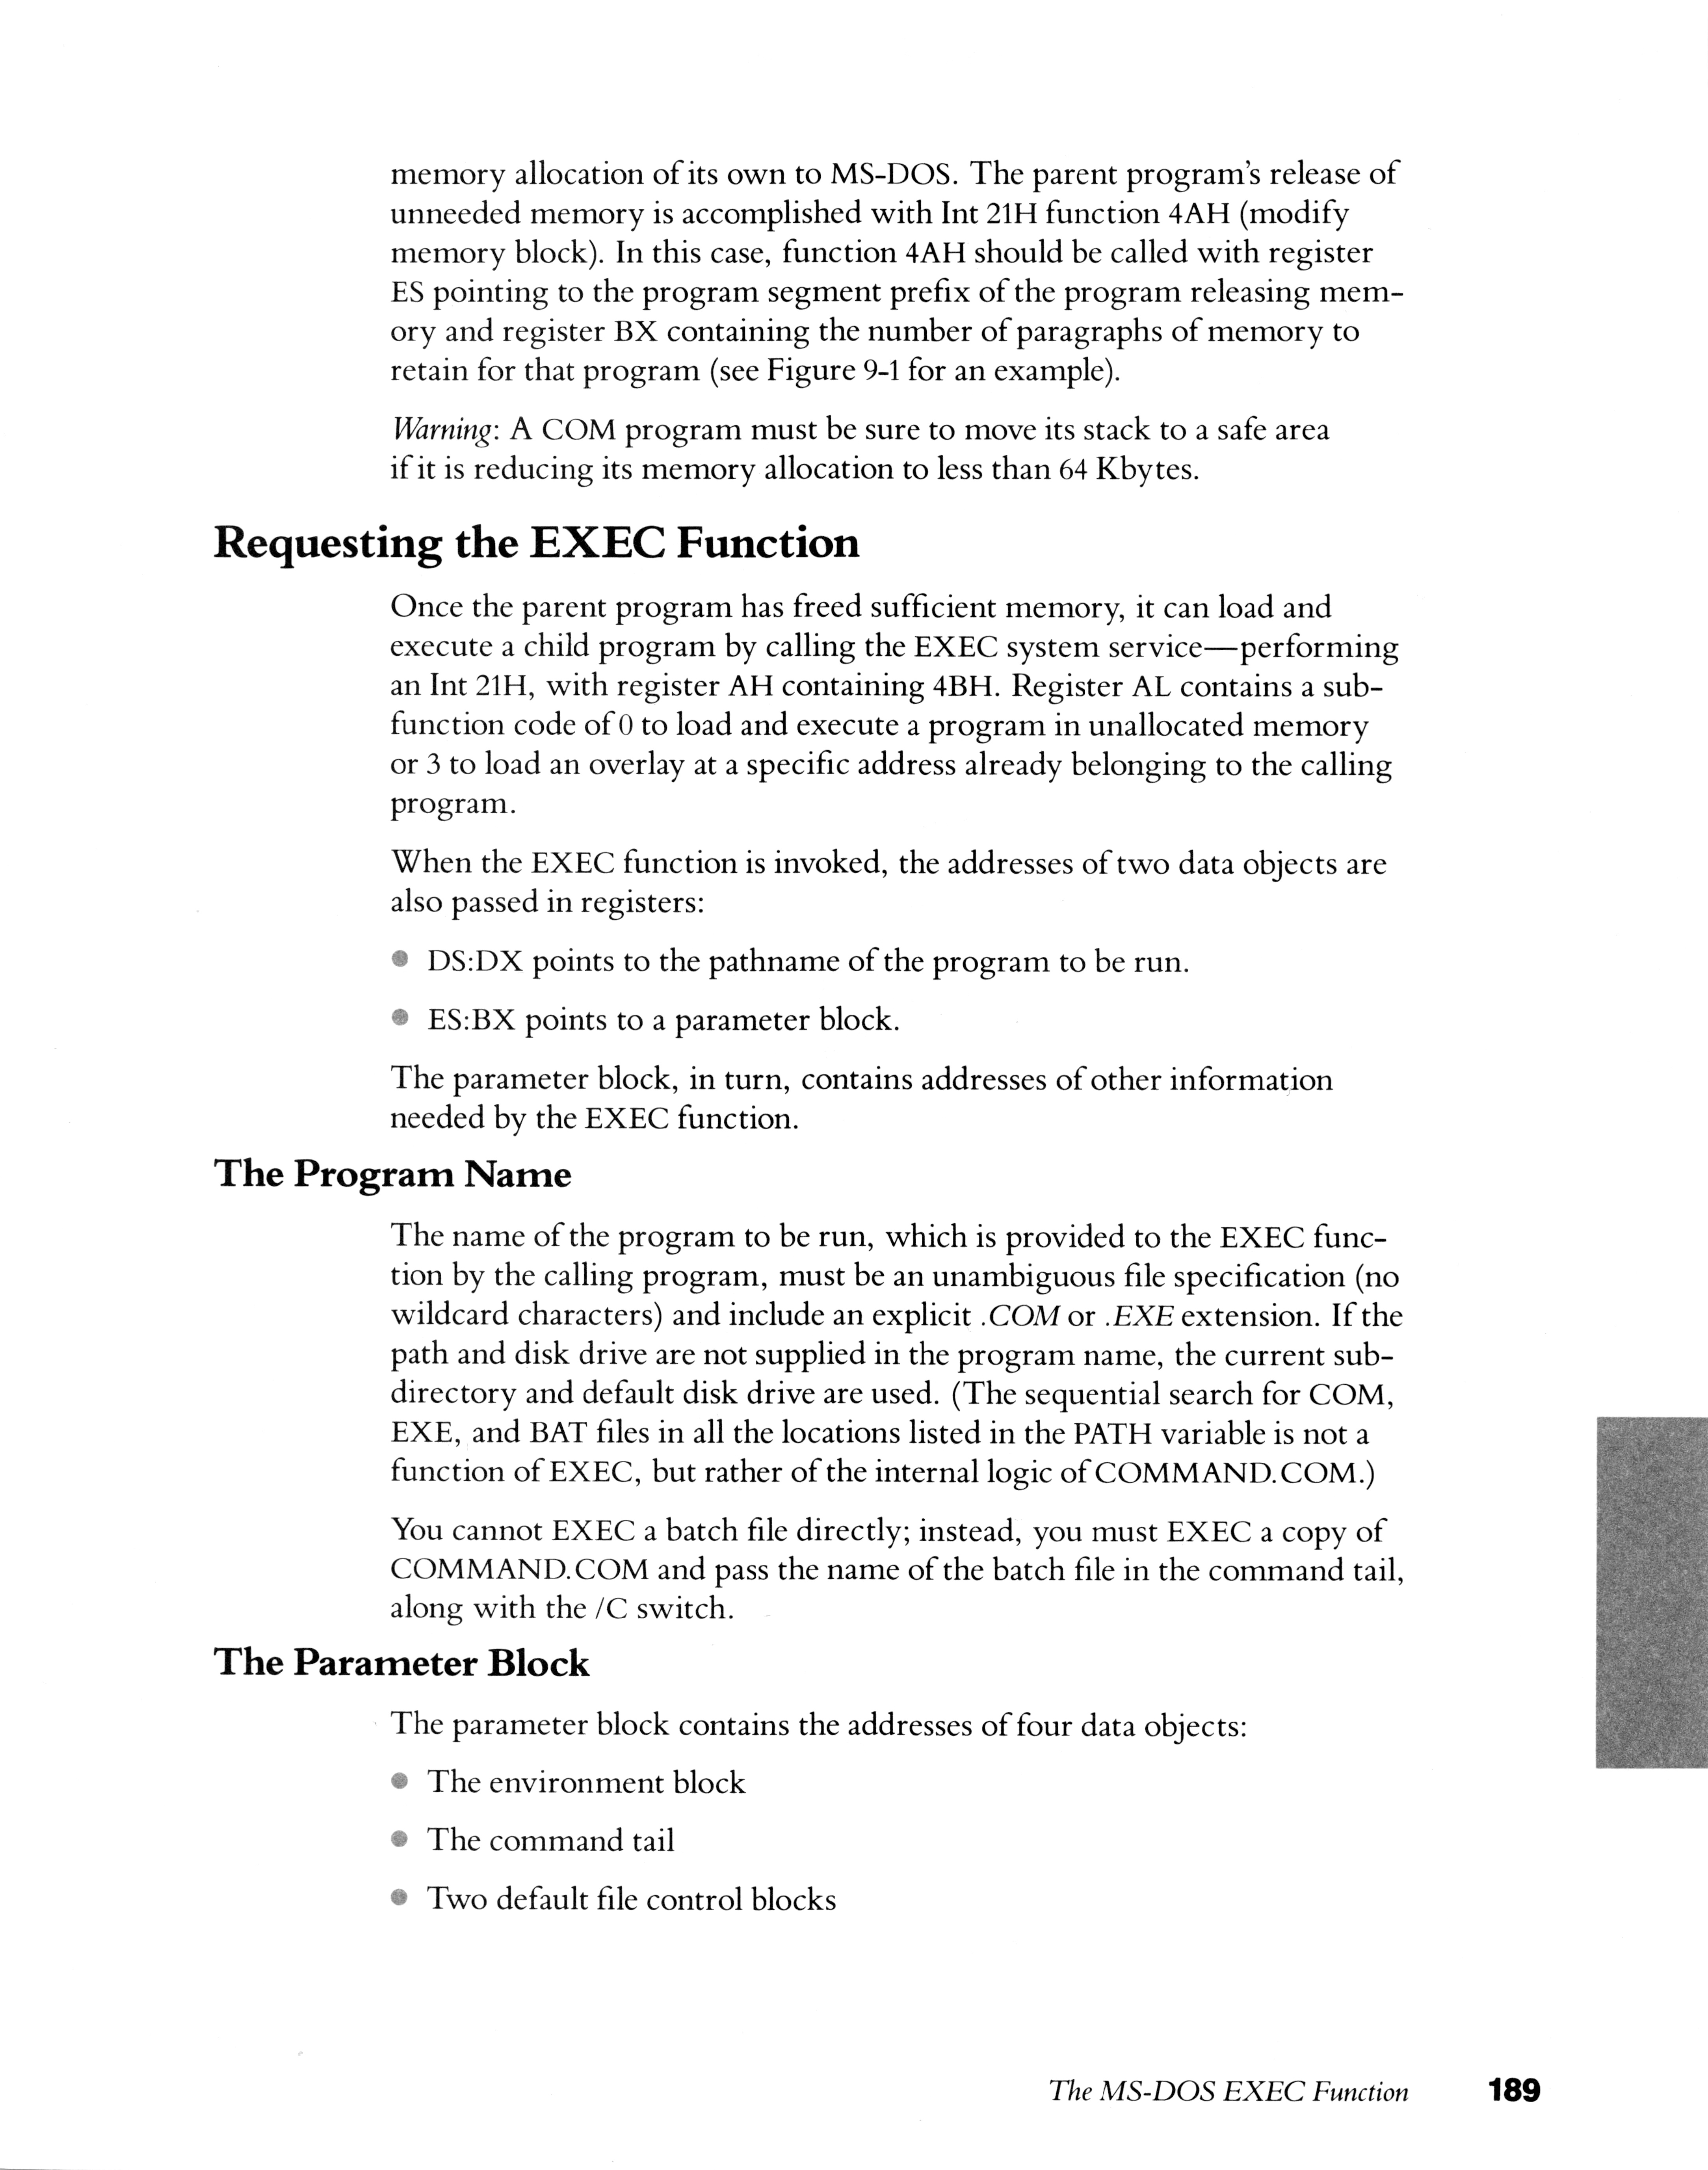 memory allocation of its own to MS-DOS. The parent program's release of
unneeded memory is accomplished with Int 21H function 4AH (modify
memory block). In this case, function 4AH should be called with register
ES pointing to the program segment prefix of the program releasing mem-
ory and register BX containing the number of paragraphs of memory to
retain for that program (see Figure 9-1 for an example).
Warning: A COM program must be sure to move its stack to a safe area
if it is reducing its memory allocation to less than 64 Kbytes.
Requesting the EXEC Function
Once the parent program has freed sufficient memory, it can load and
execute a child program by calling the EXEC system service—performing
an Int 21H, with register AH containing 4BH. Register AL contains a sub-
function code of 0 to load and execute a program in unallocated memory
or 3 to load an overlay at a specific address already belonging to the calling
program.
When the EXEC function is invoked, the addresses of two data objects are
also passed in registers:
● DS:DX points to the pathname of the program to be run.
● ES:BX points to a parameter block.
The parameter block, in turn, contains addresses of other information
needed by the EXEC function.
The Program Name
The name of the program to be run, which is provided to the EXEC func-
tion by the calling program, must be an unambiguous file specification (no
wildcard characters) and include an explicit .COM or .EXE extension. If the
path and disk drive are not supplied in the program name, the current sub-
directory and default disk drive are used. (The sequential search for COM,
EXE, and BAT files in all the locations listed in the PATH variable is not a
function of EXEC, but rather of the internal logic of COMMAND.COM.)
You cannot EXEC a batch file directly; instead, you must EXEC a copy of
COMMAND.COM and pass the name of the batch file in the command tail,
along with the /C switch.
The Parameter Block
The parameter block contains the addresses of four data objects:
● The environment block
● The command tail
● Two default file control blocks
The MS-DOS EXEC Function 189